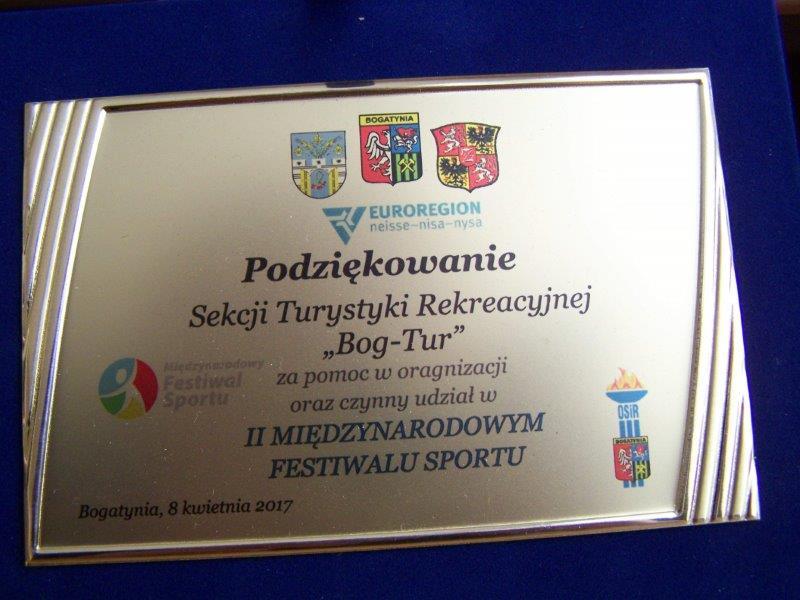 BOGATYNIA
EUROREGION
neisse–nisa–nysa
Podziękowanie
Sekcji Turystyki Rekreacyjnej
„Bog-Tur”
za pomoc w oragnizacji
oraz czynny udział w
II MIĘDZYNARODOWYM
FESTIWALU SPORTU
Międzynarodowy
Festiwal
Sportu
OSiR
BOGATYNIA
Bogatynia, 8 kwietnia 2017